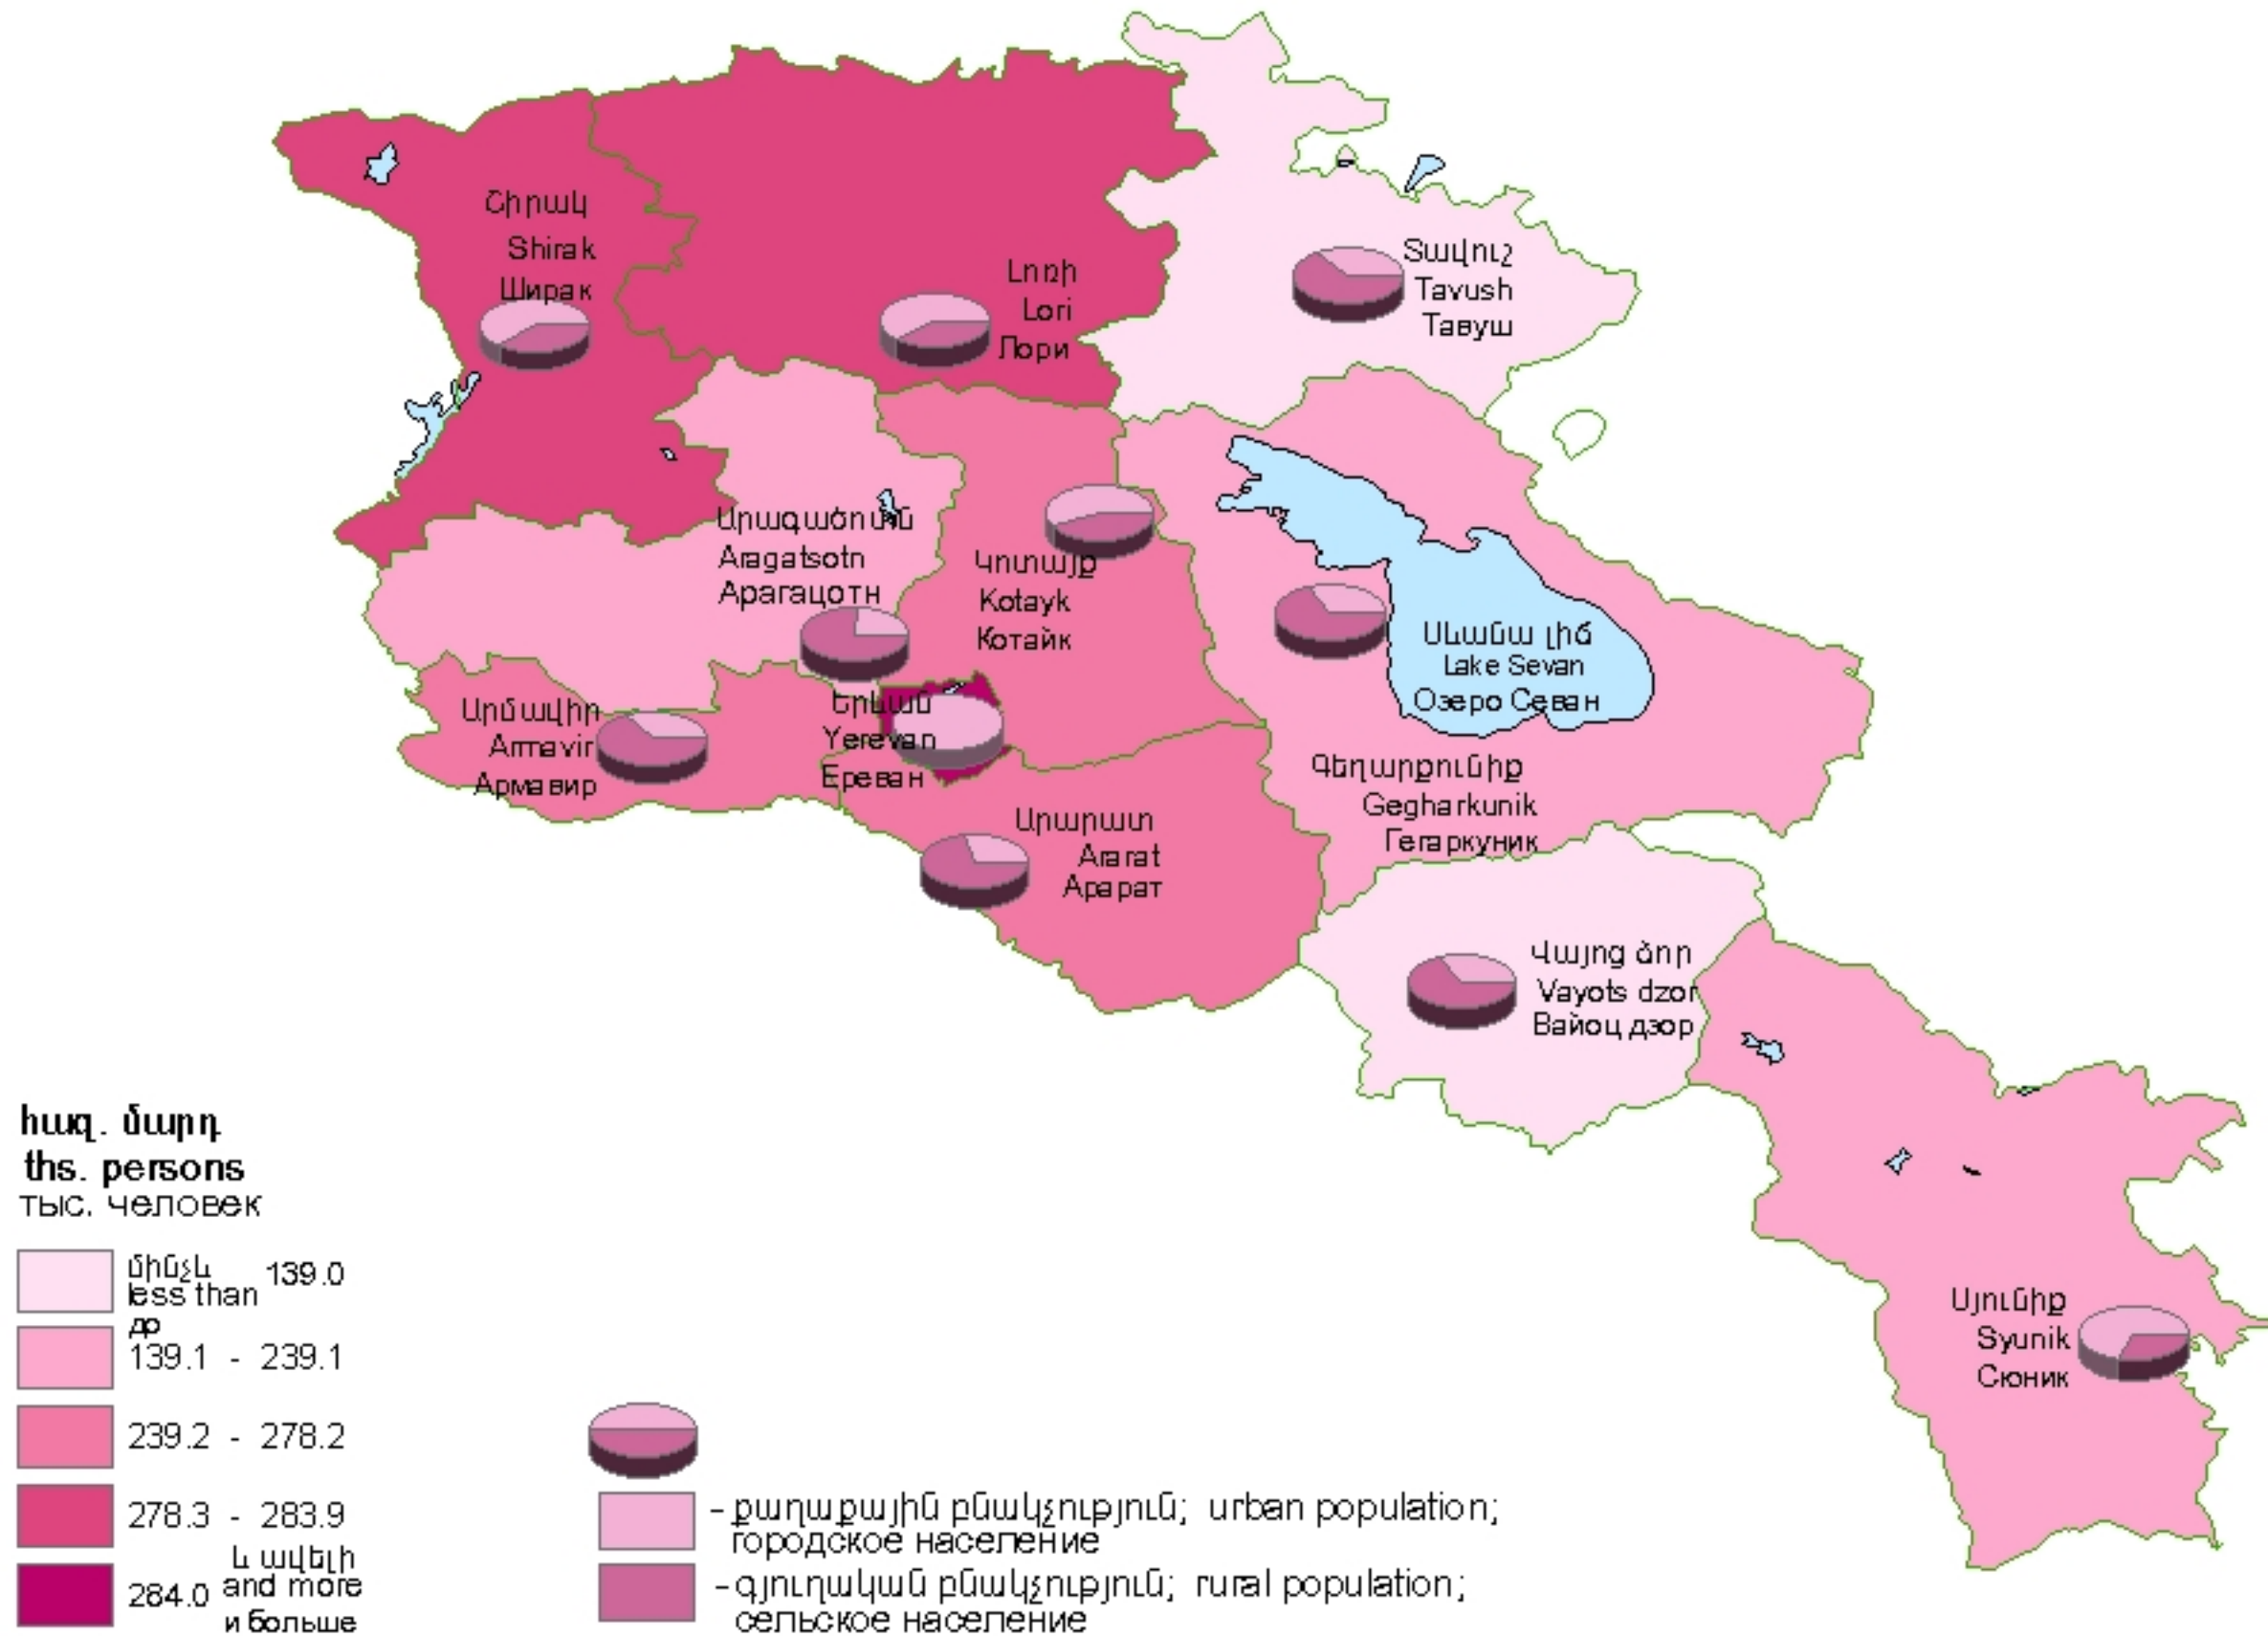 Շիրակ
Shirak
Ширак
Լոռի
Lori
Лори
Տավուշ
Tavush
Тавуш
Արագածոտն
Aragatsotn
Арагацотн
Կոտայք
Kotayk
Котайк
Սևանա լիճ
Lake Sevan
Озеро Севан
Արմավիր
Armavir
Армавир
Երևան
Yerevan
Ереван
Գեղարքունիք
Gegharkunik
Гегаркуник
Արարատ
Ararat
Арарат
Վայոց ձոր
Vayots dzor
Вайоц дзор
Սյունիք
Syunik
Сюник
հազ. մարդ
ths. persons
тыс. человек
մինչև
less than 139.0
до
139.1 - 239.1
239.2 - 278.2
278.3 - 283.9
և ավելի
284.0 and more
и больше
- քաղաքային բնակչություն; urban population;
городское население
- գյուղական բնակչություն; rural population;
сельское население